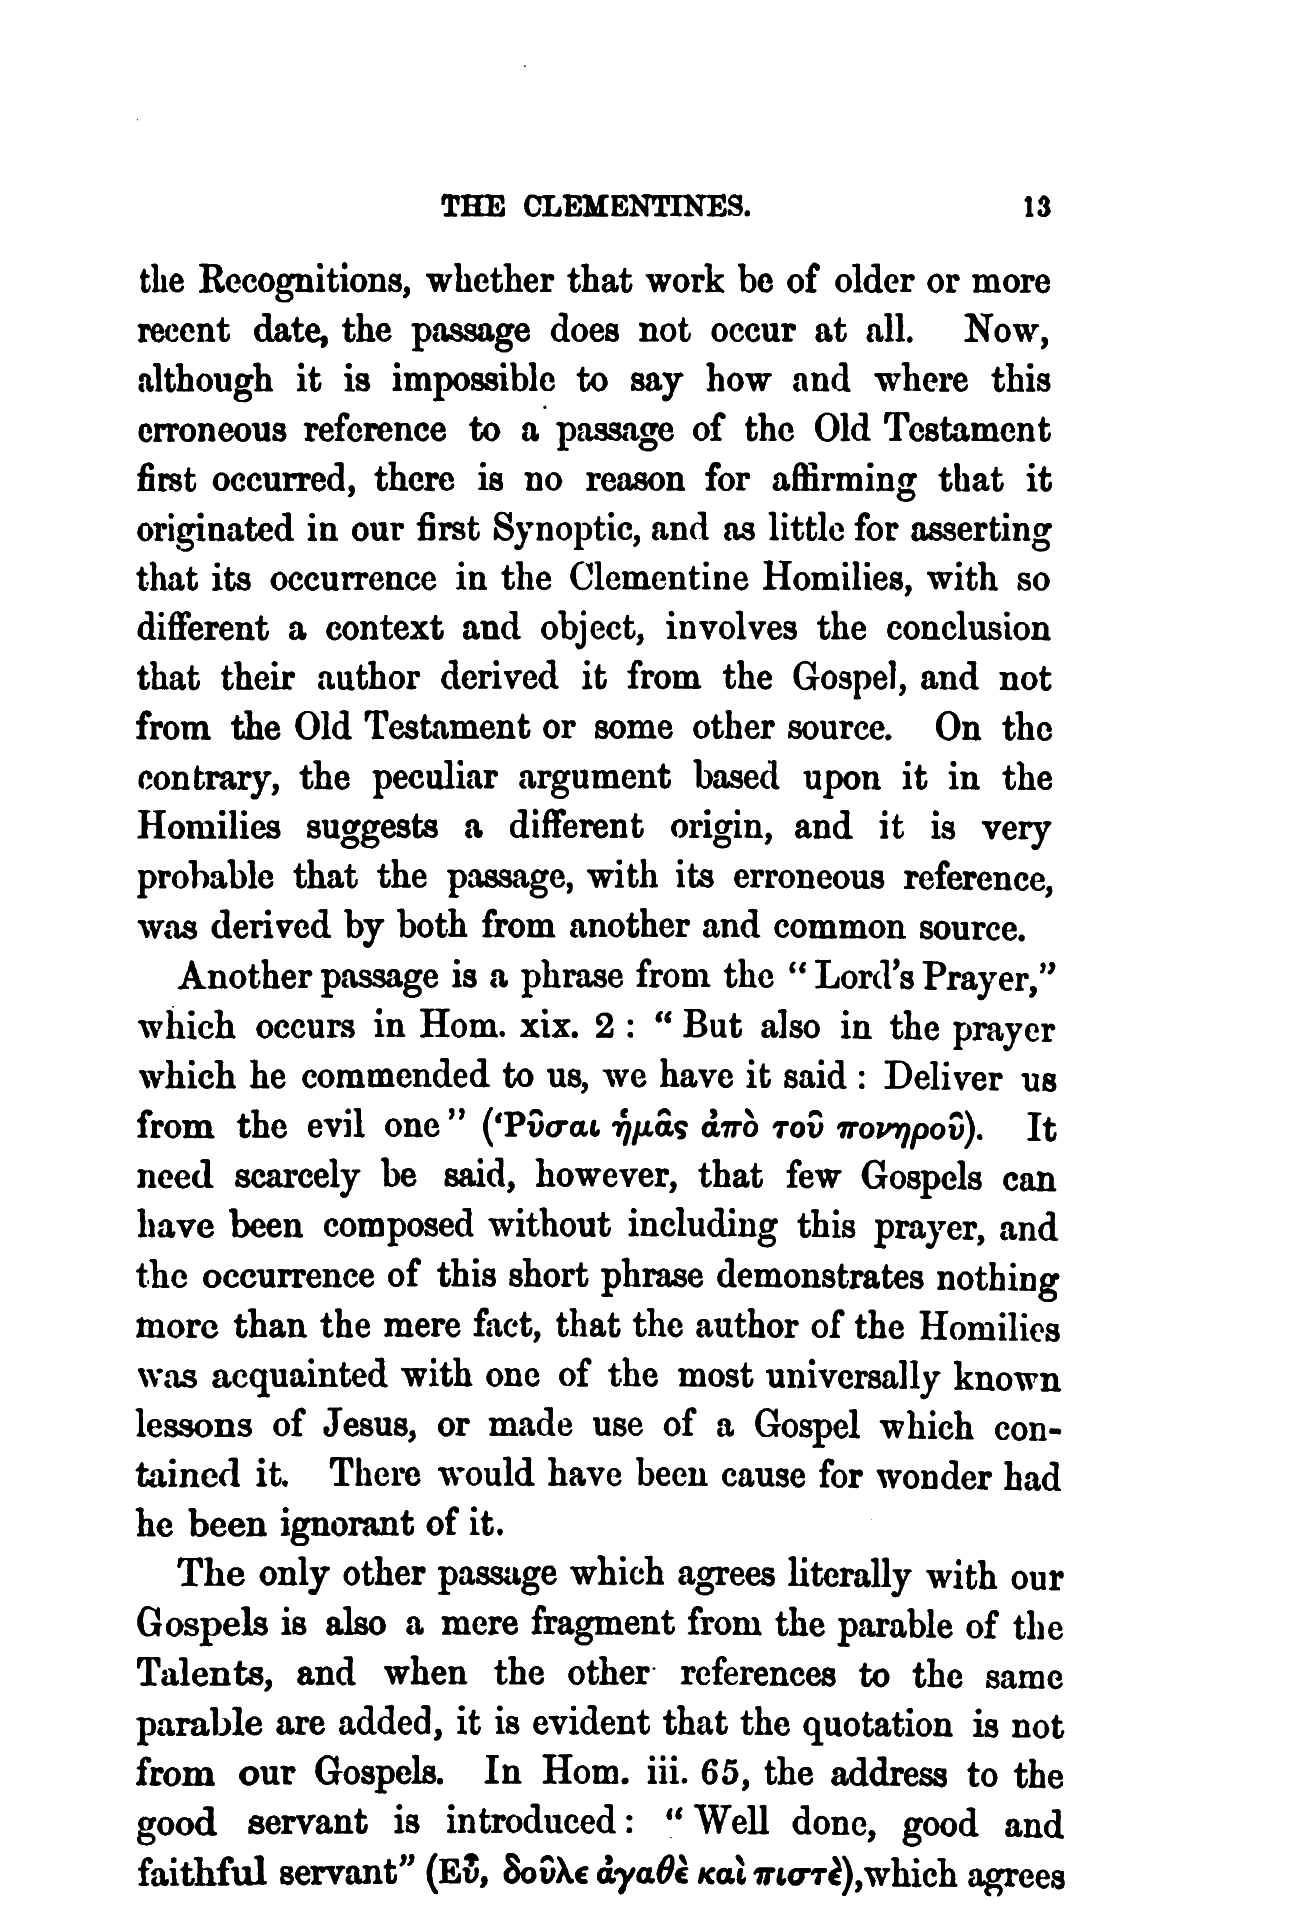 THE CLEMENTINES. 13
the Recognitions, whether that work be of older or more
recent date, the passage does not occur at all. Now,
although it is impossible to say how and where this
erroneous reference to a passage of the Old Testament
first occurred, there is no reason for affirming that it
originated in our first Synoptic, and as little for asserting
that its occurrence in the Clementine Homilies, with so
different a context and object, involves the conclusion
that their author derived it from the Gospel, and not
from the Old Testament or some other source. On the
contrary, the peculiar argument based upon it in the
Homilies suggests a different origin, and it is very
probable that the passage, with its erroneous reference,
was derived by both from another and common source.
Another passage is a phrase from the “Lord’s Prayer,”
which occurs in Hom. xix. 2 : “But also in the prayer
which he commended to us, we have it said : Deliver us
from the evil one” (Ῥῦσαι ἡμᾶς ἀπὸ τοῦ πονηροῦ). It
need scarcely be said, however, that few Gospels can
have been composed without including this prayer, and
the occurrence of this short phrase demonstrates nothing
more than the mere fact, that the author of the Homilies
was acquainted with one of the most universally known
lessons of Jesus, or made use of a Gospel which con-
tained it. There would have been cause for wonder had
he been ignorant of it.
The only other passage which agrees literally with our
Gospels is also a mere fragment from the parable of the
Talents, and when the other references to the same
parable are added, it is evident that the quotation is not
from our Gospels. In Hom. iii. 65, the address to the
good servant is introduced : “Well done, good and
faithful servant” (Εὖ, δοῦλε ἀγαθὲ καὶ πιστὲ),which agrees